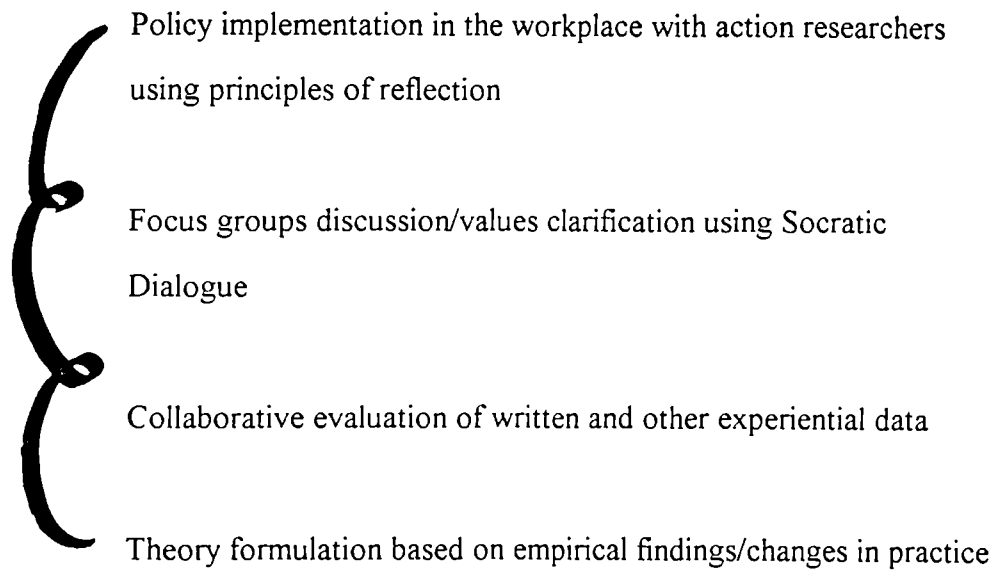 Policy implementation in the workplace with action researchers
using principles of reflection
Focus groups discussion/values clarification using Socratic
Dialogue
Collaborative evaluation of written and other experiential data
Theory formulation based on empirical findings/changes in practice